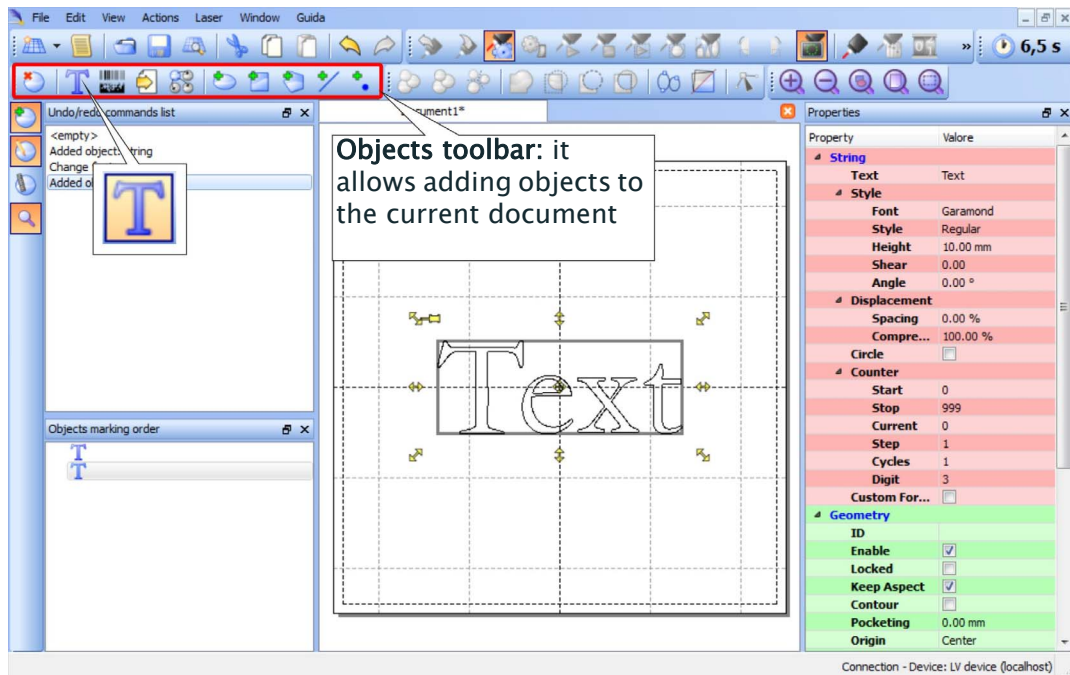 File Edit View Actions Laser Window Guida
» 6,5 s
Undo/redo commands list
<empty>
Added object: string
Change
Added
Objects marking order
ument1*
Objects toolbar: it
allows adding objects to
the current document
Text
Properties
Property Valore
String
Text Text
Style
Font Garamond
Style Regular
Height 10.00 mm
Shear 0.00
Angle 0.00 °
Displacement
Spacing 0.00 %
Compre... 100.00 %
Circle
Counter
Start 0
Stop 999
Current 0
Step 1
Cycles 1
Digit 3
Custom For...
Geometry
ID
Enable
Locked
Keep Aspect
Contour
Pocketing 0.00 mm
Origin Center
Connection - Device: LV device (localhost)